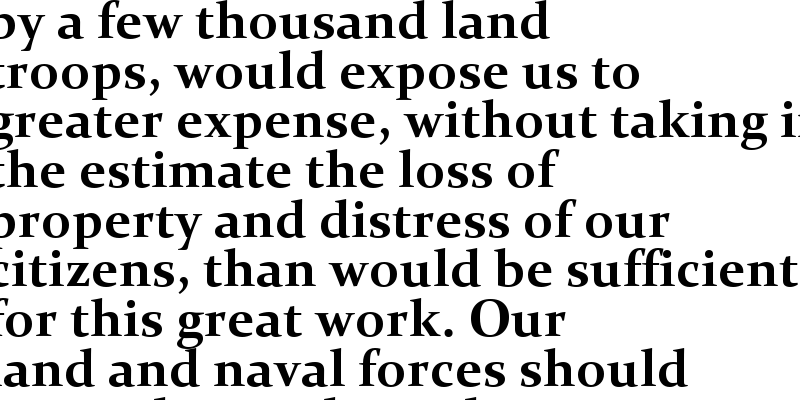 by a few thousand land
troops, would expose us to
greater expense, without taking
the estimate the loss of
property and distress of our
citizens, than would be sufficient
for this great work. Our
land and naval forces should